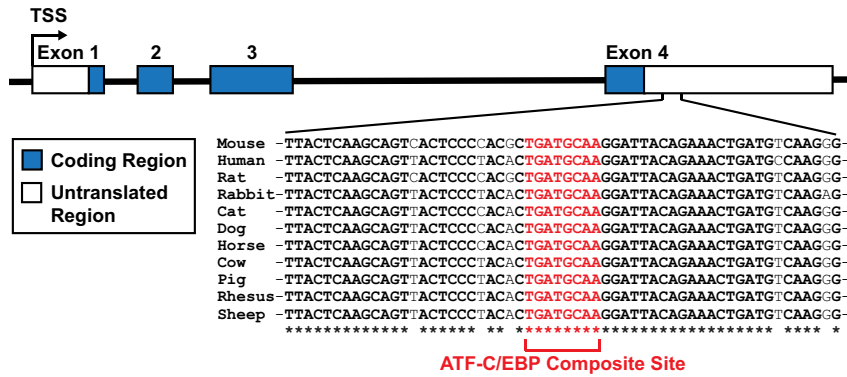 TSS
Exon 1 2 3 Exon 4
Coding Region
Untranslated Region
Mouse -TTACTCAAGCAGTCACTCCCCACGCTGATGCAAGGATTACAGAAACTGATGTCAAGGG-
Human -TTACTCAAGCAGTTACTCCCTACACTGATGCAAGGATTACAGAAACTGATGCCAAGGG-
Rat -TTACTCAAGCAGTCACTCCCCACGCTGATGCAAGGATTACAGAAACTGATGTCAAGGG-
Rabbit-TTACTCAAGCAGTTACTCCCTACACTGATGCAAGGATTACAGAAACTGATGTCAAGAG-
Cat -TTACTCAAGCAGTTACTCCCTACACTGATGCAAGGATTACAGAAACTGATGTCAAGGG-
Dog -TTACTCAAGCAGTTACTCCCCACACTGATGCAAGGATTACAGAAACTGATGTCAAGGG-
Horse -TTACTCAAGCAGTTACTCCCCACACTGATGCAAGGATTACAGAAACTGATGTCAAGGG-
Cow -TTACTCAAGCAGTTACTCCCTACACTGATGCAAGGATTACAGAAACTGATGTCAAGGG-
Pig -TTACTCAAGCAGTTACTCCCTACACTGATGCAAGGATTACAGAAACTGATGTCAAGGG-
Rhesus -TTACTCAAGCAGTTACTCCCTACACTGATGCAAGGATTACAGAAACTGATGTCAAGGG-
Sheep -TTACTCAAGCAGTTACTCCCTACACTGATGCAAGGATTACAGAAACTGATGTCAAGGG-
************* ****** ** *************************** **** *
ATF-C/EBP Composite Site